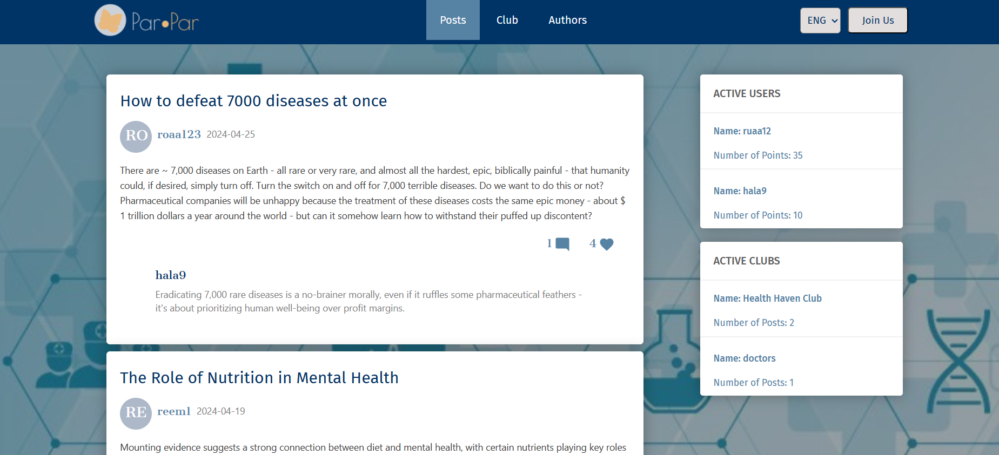 Par•Par
Posts
Club
Authors
ENG
Join Us
How to defeat 7000 diseases at once
RO
roaa123 2024-04-25
There are ~ 7,000 diseases on Earth - all rare or very rare, and almost all the hardest, epic, biblically painful - that humanity
could, if desired, simply turn off. Turn the switch on and off for 7,000 terrible diseases. Do we want to do this or not?
Pharmaceutical companies will be unhappy because the treatment of these diseases costs the same epic money - about $
1 trillion dollars a year around the world - but can it somehow learn how to withstand their puffed up discontent?
1
4
hala9
Eradicating 7,000 rare diseases is a no-brainer morally, even if it ruffles some pharmaceutical feathers -
it's about prioritizing human well-being over profit margins.
The Role of Nutrition in Mental Health
RE
reem1 2024-04-19
Mounting evidence suggests a strong connection between diet and mental health, with certain nutrients playing key roles
ACTIVE USERS
Name: ruaa12
Number of Points: 35
Name: hala9
Number of Points: 10
ACTIVE CLUBS
Name: Health Haven Club
Number of Posts: 2
Name: doctors
Number of Posts: 1